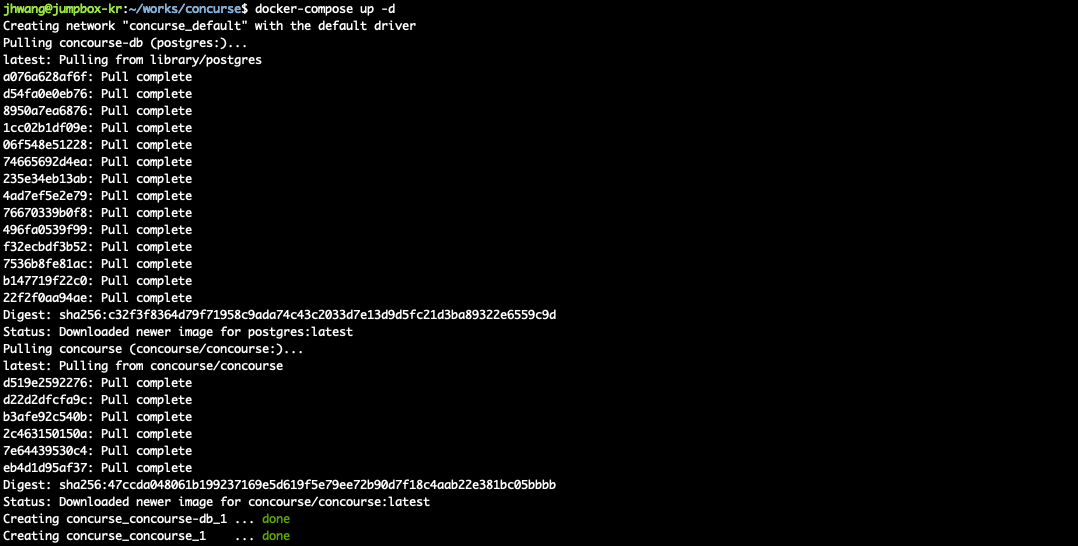 jhwang@jumpbox-kr:~/works/concurse$ docker-compose up -d
Creating network "concurse_default" with the default driver
Pulling concourse-db (postgres:)...
latest: Pulling from library/postgres
a076a628af6f: Pull complete
d54fa0e0eb76: Pull complete
8950a7ea6876: Pull complete
1cc02b1df09e: Pull complete
06f548e51228: Pull complete
74665692d4ea: Pull complete
235e34eb13ab: Pull complete
4ad7ef5e2e79: Pull complete
76670339b0f8: Pull complete
496fa0539f99: Pull complete
f32ecbdf3b52: Pull complete
7536b8fe81ac: Pull complete
b147719f22c0: Pull complete
22f2f0aa94ae: Pull complete
Digest: sha256:c32f3f8364d79f71958c9ada74c43c2033d7e13d9d5fc21d3ba89322e6559c9d
Status: Downloaded newer image for postgres:latest
Pulling concourse (concourse/concourse:)...
latest: Pulling from concourse/concourse
d519e2592276: Pull complete
d22d2dfcfa9c: Pull complete
b3afe92c540b: Pull complete
2c463150150a: Pull complete
7e64439530c4: Pull complete
eb4d1d95af37: Pull complete
Digest: sha256:47ccda048061b199237169e5d619f5e79ee72b90d7f18c4aab22e381bc05bbbb
Status: Downloaded newer image for concourse/concourse:latest
Creating concurse_concourse-db_1 ... done
Creating concurse_concourse_1    ... done